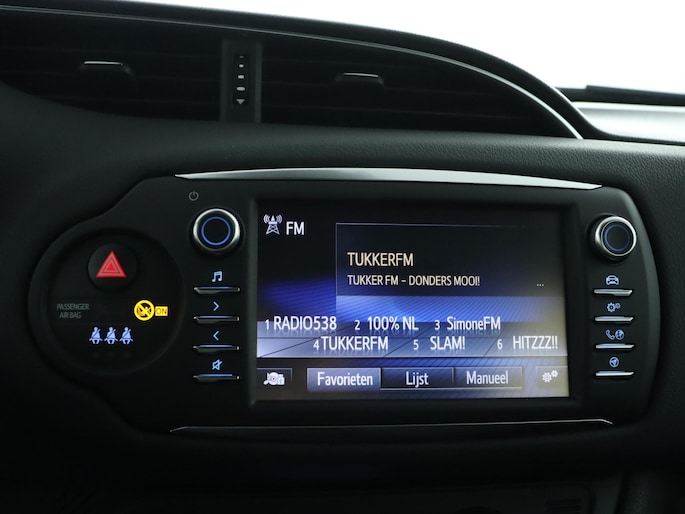 FM
TUKKERFM
TUKKER FM - DONDERS MOOI!
...
1 RADIO538 2 100% NL 3 SimoneFM
4 TUKKERFM 5 SLAM! 6 HITZZZ!!
Favorieten Lijst Manueel
PASSENGER
AIR BAG
ON